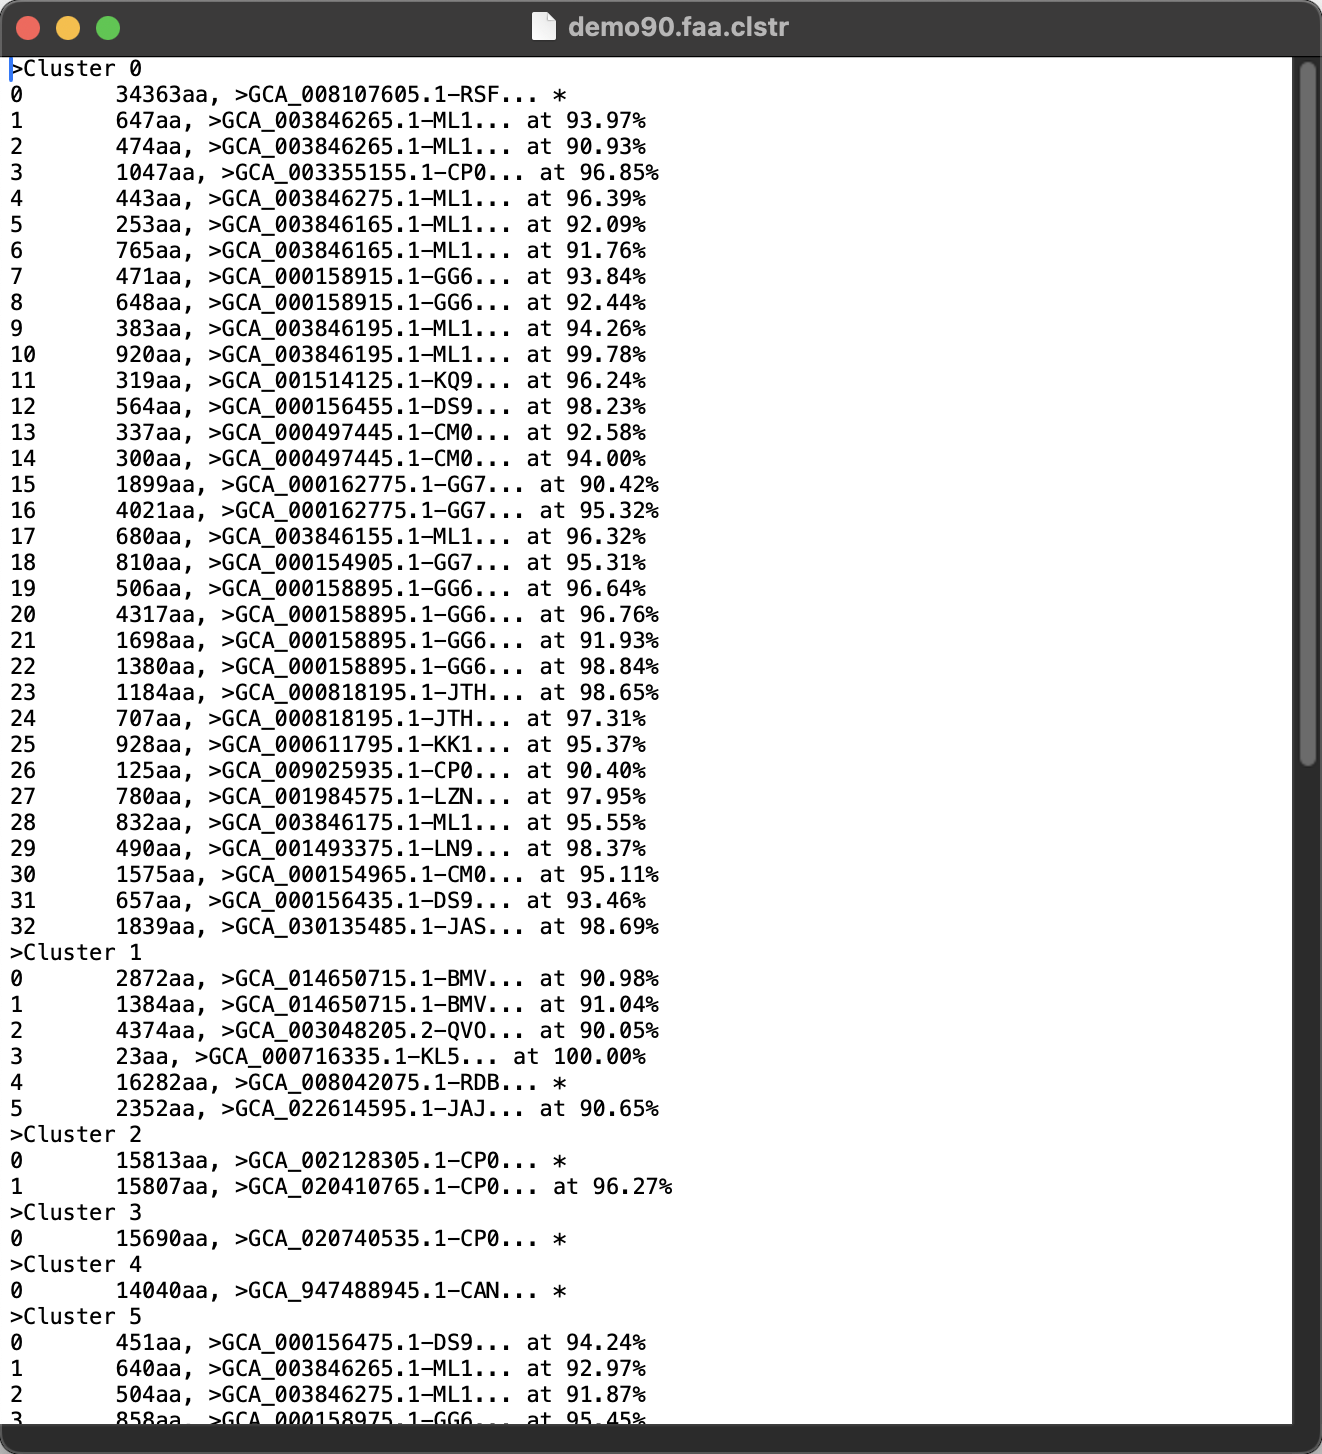 demo90.faa.clstr
>Cluster 0
0	34363aa, >GCA_008107605.1-RSF... *
1	647aa, >GCA_003846265.1-ML1... at 93.97%
2	474aa, >GCA_003846265.1-ML1... at 90.93%
3	1047aa, >GCA_003355155.1-CP0... at 96.85%
4	443aa, >GCA_003846275.1-ML1... at 96.39%
5	253aa, >GCA_003846165.1-ML1... at 92.09%
6	765aa, >GCA_003846165.1-ML1... at 91.76%
7	471aa, >GCA_000158915.1-GG6... at 93.84%
8	648aa, >GCA_000158915.1-GG6... at 92.44%
9	383aa, >GCA_003846195.1-ML1... at 94.26%
10	920aa, >GCA_003846195.1-ML1... at 99.78%
11	319aa, >GCA_001514125.1-KQ9... at 96.24%
12	564aa, >GCA_000156455.1-DS9... at 98.23%
13	337aa, >GCA_000497445.1-CM0... at 92.58%
14	300aa, >GCA_000497445.1-CM0... at 94.00%
15	1899aa, >GCA_000162775.1-GG7... at 90.42%
16	4021aa, >GCA_000162775.1-GG7... at 95.32%
17	680aa, >GCA_003846155.1-ML1... at 96.32%
18	810aa, >GCA_000154905.1-GG7... at 95.31%
19	506aa, >GCA_000158895.1-GG6... at 96.64%
20	4317aa, >GCA_000158895.1-GG6... at 96.76%
21	1698aa, >GCA_000158895.1-GG6... at 91.93%
22	1380aa, >GCA_000158895.1-GG6... at 98.84%
23	1184aa, >GCA_000818195.1-JTH... at 98.65%
24	707aa, >GCA_000818195.1-JTH... at 97.31%
25	928aa, >GCA_000611795.1-KK1... at 95.37%
26	125aa, >GCA_009025935.1-CP0... at 90.40%
27	780aa, >GCA_001984575.1-LZN... at 97.95%
28	832aa, >GCA_003846175.1-ML1... at 95.55%
29	490aa, >GCA_001493375.1-LN9... at 98.37%
30	1575aa, >GCA_000154965.1-CM0... at 95.11%
31	657aa, >GCA_000156435.1-DS9... at 93.46%
32	1839aa, >GCA_030135485.1-JAS... at 98.69%
>Cluster 1
0	2872aa, >GCA_014650715.1-BMV... at 90.98%
1	1384aa, >GCA_014650715.1-BMV... at 91.04%
2	4374aa, >GCA_003048205.2-QVO... at 90.05%
3	23aa, >GCA_000716335.1-KL5... at 100.00%
4	16282aa, >GCA_008042075.1-RDB... *
5	2352aa, >GCA_022614595.1-JAJ... at 90.65%
>Cluster 2
0	15813aa, >GCA_002128305.1-CP0... *
1	15807aa, >GCA_020410765.1-CP0... at 96.27%
>Cluster 3
0	15690aa, >GCA_020740535.1-CP0... *
>Cluster 4
0	14040aa, >GCA_947488945.1-CAN... *
>Cluster 5
0	451aa, >GCA_000156475.1-DS9... at 94.24%
1	640aa, >GCA_003846265.1-ML1... at 92.97%
2	504aa, >GCA_003846275.1-ML1... at 91.87%
3	858aa, >GCA_000158975.1-GG6... at 95.45%